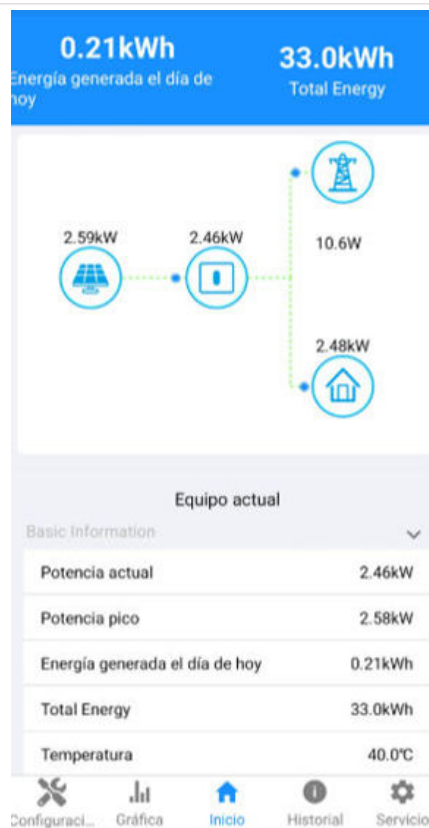 0.21kWh
Energía generada el día de
hoy
33.0kWh
Total Energy
2.59kW
2.46kW
10.6W
2.48kW
Equipo actual
Basic Information
Potencia actual 2.46kW
Potencia pico 2.58kW
Energía generada el día de hoy 0.21kWh
Total Energy 33.0kWh
Temperatura 40.0°C
Configuraci... Gráfica Inicio Historial Servicio